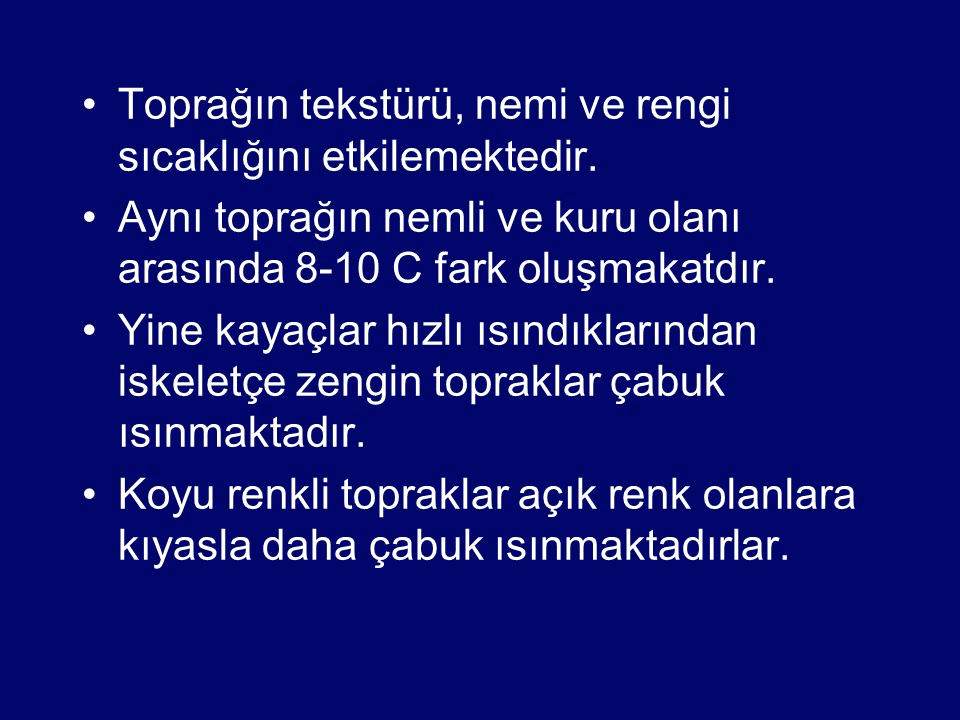 • Toprağın tekstürü, nemi ve rengi
sıcaklığını etkilemektedir.
• Aynı toprağın nemli ve kuru olanı
arasında 8-10 C fark oluşmakatdır.
• Yine kayaçlar hızlı ısındıklarından
iskeletçe zengin topraklar çabuk
ısınmaktadır.
• Koyu renkli topraklar açık renk olanlara
kıyasla daha çabuk ısınmaktadırlar.